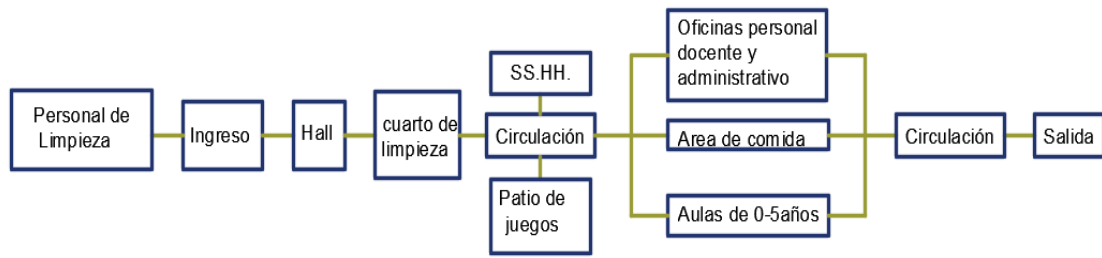 Personal de
Limpieza
Ingreso
Hall
cuarto de
limpieza
SS.HH.
Circulación
Patio de
juegos
Oficinas personal
docente y
administrativo
Area de comida
Aulas de 0-5años
Circulación
Salida